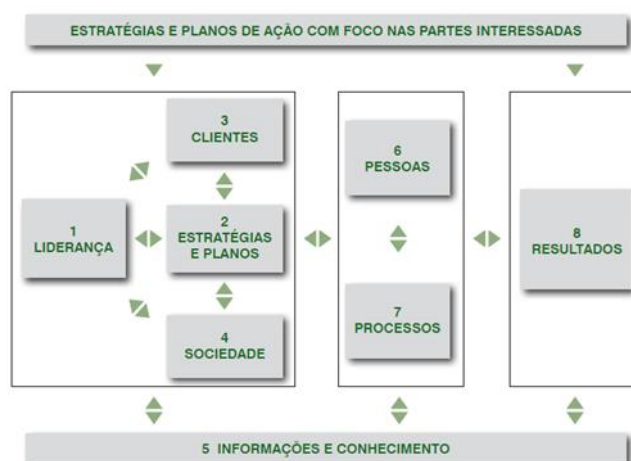 ESTRATÉGIAS E PLANOS DE AÇÃO COM FOCO NAS PARTES INTERESSADAS
3
CLIENTES
1
LIDERANÇA
2
ESTRATÉGIAS
E PLANOS
4
SOCIEDADE
6
PESSOAS
7
PROCESSOS
8
RESULTADOS
5 INFORMAÇÕES E CONHECIMENTO